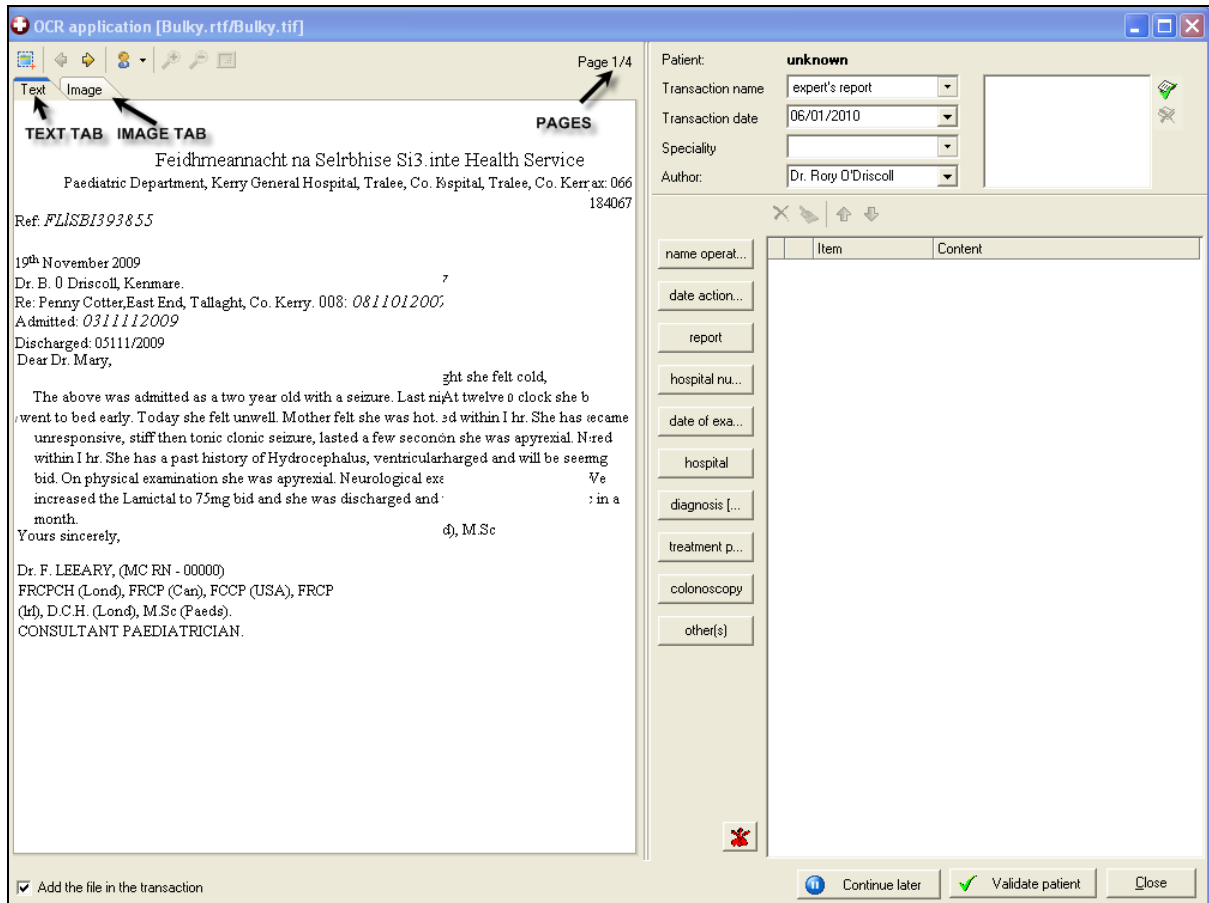 OCR application [Bulky.rtf/Bulky.tif]
Page 1/4
Text Image
TEXT TAB IMAGE TAB PAGES
Feidhmeannacht na Selrbhise Si3.inte Health Service
Paediatric Department, Kerry General Hospital, Tralee, Co. Kspital, Tralee, Co. Kerrax: 066
184067
Ref: FLlSBI393855
19th November 2009
Dr. B. 0 Driscoll, Kenmare.
Re: Penny Cotter,East End, Tallaght, Co. Kerry. 008: 0811012007
Admitted: 0311112009
Discharged: 05111/2009
Dear Dr. Mary,
ght she felt cold,
The above was admitted as a two year old with a seizure. Last niAt twelve o clock she b
went to bed early. Today she felt unwell. Mother felt she was hot. ed within I hr. She has ecame
unresponsive, stiff then tonic clonic seizure, lasted a few seconon she was apyrexial. N red
within I hr. She has a past history of Hydrocephalus, ventricularharged and will be seemng
bid. On physical examination she was apyrexial. Neurological exe Ve
increased the Lamictal to 75mg bid and she was discharged and : in a
month.
Yours sincerely,
d), M.Sc
Dr. F. LEEARY, (MC RN - 00000)
FRCPCH (Lond), FRCP (Can), FCCP (USA), FRCP
(lrl), D.C.H. (Lond), M.Sc (Paeds).
CONSULTANT PAEDIATRICIAN.
Add the file in the transaction
Patient: unknown
Transaction name expert's report
Transaction date 06/01/2010
Speciality
Author: Dr. Rory O'Driscoll
Item Content
name operat...
date action...
report
hospital nu...
date of exa...
hospital
diagnosis [...
treatment p...
colonoscopy
other(s)
Continue later Validate patient Close